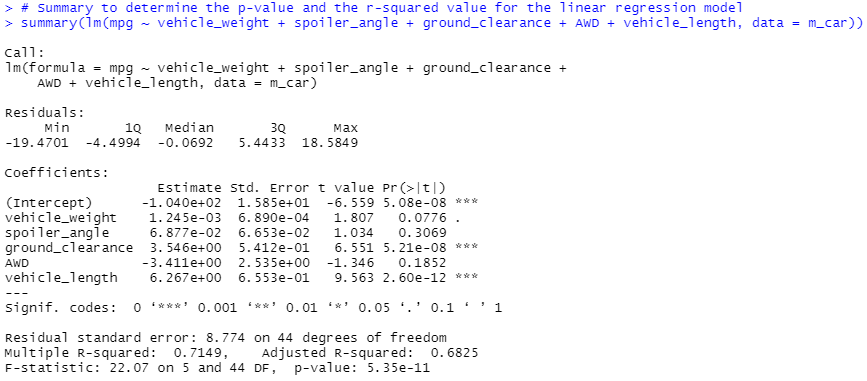 > # Summary to determine the p-value and the r-squared value for the linear regression model
> summary(lm(mpg ~ vehicle_weight + spoiler_angle + ground_clearance + AWD + vehicle_length, data = m_car))
Call:
lm(formula = mpg ~ vehicle_weight + spoiler_angle + ground_clearance +
    AWD + vehicle_length, data = m_car)
Residuals:
     Min       1Q   Median       3Q      Max
-19.4701  -4.4994  -0.0692   5.4433  18.5849
Coefficients:
                   Estimate Std. Error t value Pr(>|t|)
(Intercept)      -1.040e+02  1.585e+01  -6.559 5.08e-08 ***
vehicle_weight    1.245e-03  6.890e-04   1.807   0.0776 .
spoiler_angle     6.877e-02  6.653e-02   1.034   0.3069
ground_clearance  3.546e+00  5.412e-01   6.551 5.21e-08 ***
AWD              -3.411e+00  2.535e+00  -1.346   0.1852
vehicle_length    6.267e+00  6.553e-01   9.563 2.60e-12 ***
---
Signif. codes:  0 ‘***’ 0.001 ‘**’ 0.01 ‘*’ 0.05 ‘.’ 0.1 ‘ ’ 1
Residual standard error: 8.774 on 44 degrees of freedom
Multiple R-squared:  0.7149,    Adjusted R-squared:  0.6825
F-statistic: 22.07 on 5 and 44 DF,  p-value: 5.35e-11